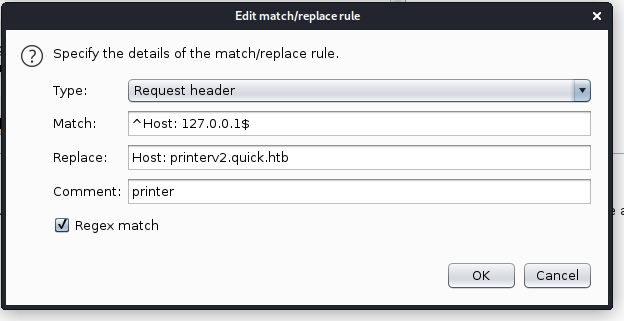 Edit match/replace rule
Specify the details of the match/replace rule.
Type: Request header
Match: ^Host: 127.0.0.1$
Replace: Host: printerv2.quick.htb
Comment: printer
Regex match
OK Cancel